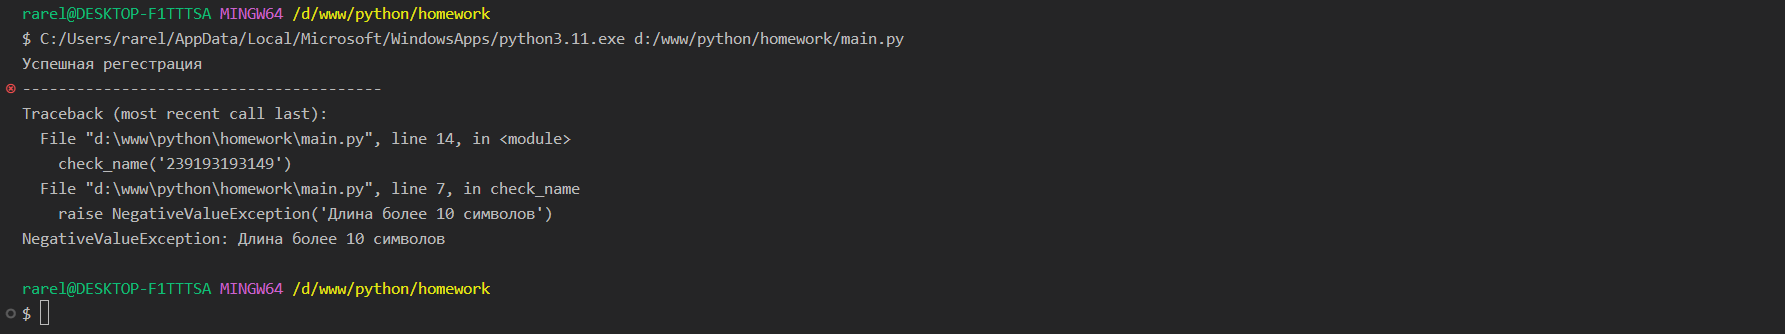 rarel@DESKTOP-F1TTTSA MINGW64 /d/www/python/homework
$ C:/Users/rarel/AppData/Local/Microsoft/WindowsApps/python3.11.exe d:/www/python/homework/main.py
Успешная регестрация
----------------------------------------
Traceback (most recent call last):
  File "d:\www\python\homework\main.py", line 14, in <module>
    check_name('239193193149')
  File "d:\www\python\homework\main.py", line 7, in check_name
    raise NegativeValueException('Длина более 10 символов')
NegativeValueException: Длина более 10 символов
rarel@DESKTOP-F1TTTSA MINGW64 /d/www/python/homework
$